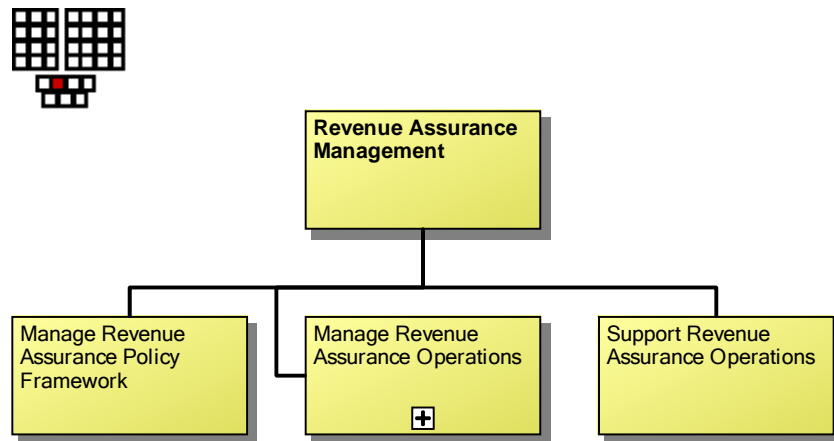 Revenue Assurance
Management
Manage Revenue
Assurance Policy
Framework
Manage Revenue
Assurance Operations
Support Revenue
Assurance Operations